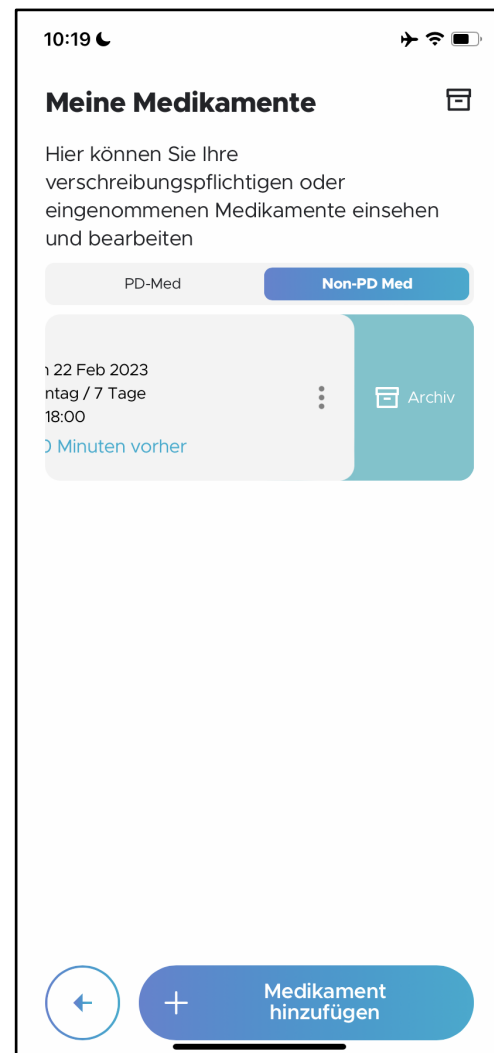 10:19
Meine Medikamente
Hier können Sie Ihre
verschreibungspflichtigen oder
eingenommenen Medikamente einsehen
und bearbeiten
PD-Med
Non-PD Med
22 Feb 2023
ntag / 7 Tage
18:00
Minuten vorher
Archiv
Medikament
hinzufügen